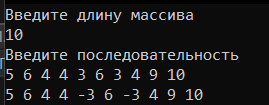 Введите длину массива
10
Введите последовательность
5 6 4 4 3 6 3 4 9 10
5 6 4 4 -3 6 -3 4 9 10